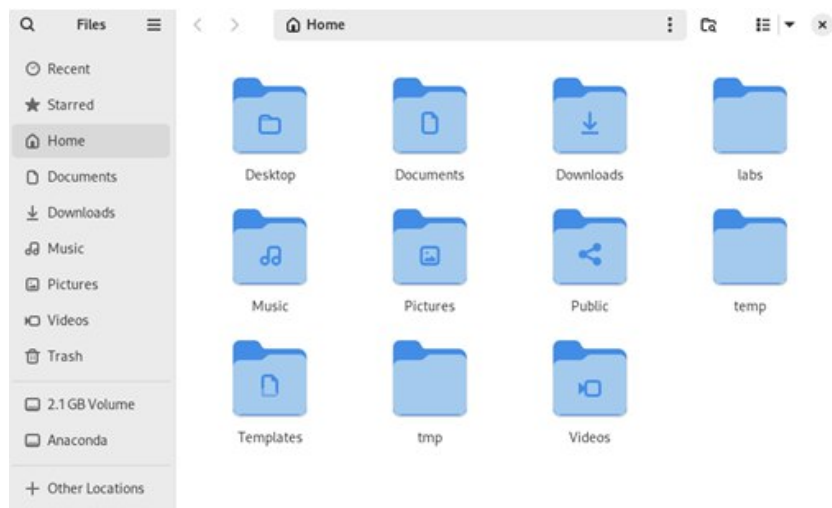 Files
Home
Recent
Starred
Home
Documents
Downloads
Music
Pictures
Videos
Trash
2.1 GB Volume
Anaconda
Other Locations
Desktop Documents Downloads labs
Music Pictures Public temp
Templates tmp Videos